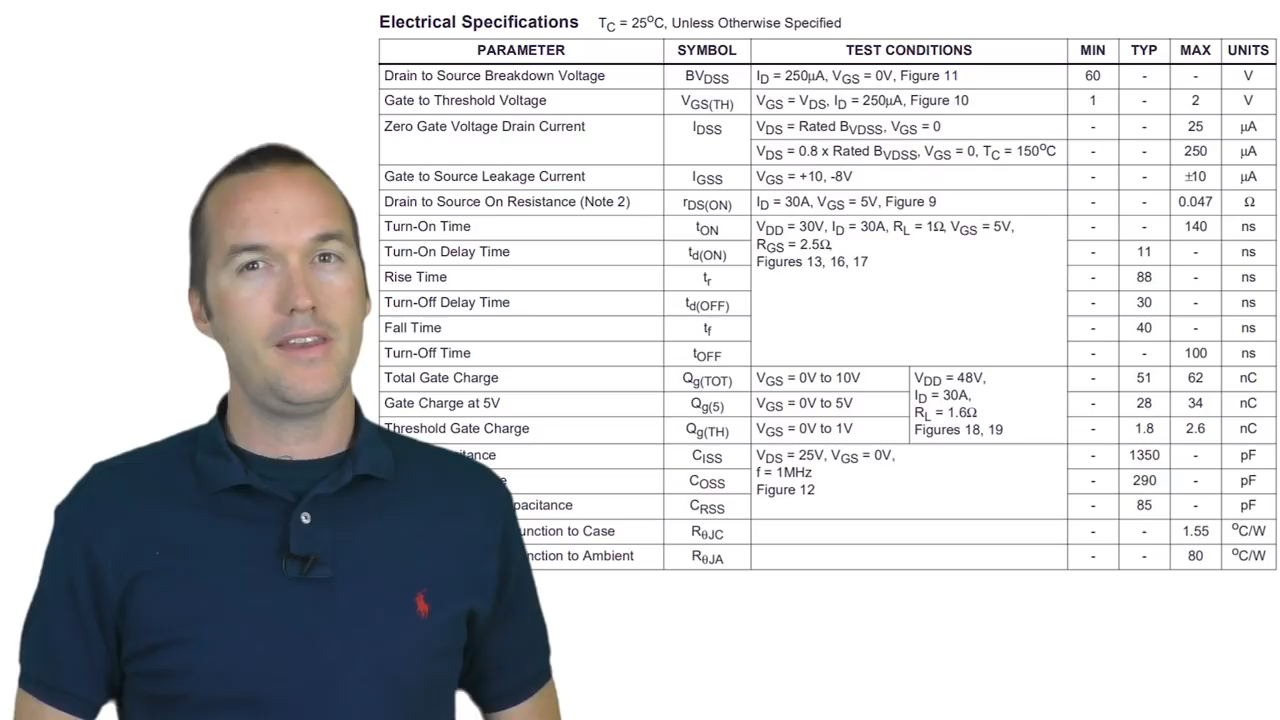 Electrical Specifications T_C = 25°C, Unless Otherwise Specified
PARAMETER SYMBOL TEST CONDITIONS MIN TYP MAX UNITS
Drain to Source Breakdown Voltage BV_DSS I_D = 250µA, V_GS = 0V, Figure 11 60 - - V
Gate to Threshold Voltage V_GS(TH) V_GS = V_DS, I_D = 250µA, Figure 10 1 - 2 V
Zero Gate Voltage Drain Current I_DSS V_DS = Rated B_VDSS, V_GS = 0 - - 25 µA
V_DS = 0.8 x Rated B_VDSS, V_GS = 0, T_C = 150°C - - 250 µA
Gate to Source Leakage Current I_GSS V_GS = +10, -8V - - ±10 µA
Drain to Source On Resistance (Note 2) r_DS(ON) I_D = 30A, V_GS = 5V, Figure 9 - - 0.047 Ω
Turn-On Time t_ON V_DD = 30V, I_D = 30A, R_L = 1Ω, V_GS = 5V, - - 140 ns
R_GS = 2.5Ω
Turn-On Delay Time t_d(ON) - 11 - ns
Figures 13, 16, 17
Rise Time t_r - 88 - ns
Turn-Off Delay Time t_d(OFF) - 30 - ns
Fall Time t_f - 40 - ns
Turn-Off Time t_OFF - - 100 ns
Total Gate Charge Q_g(TOT) V_GS = 0V to 10V V_DD = 48V, - 51 62 nC
I_D = 30A,
Gate Charge at 5V Q_g(5) V_GS = 0V to 5V - 28 34 nC
R_L = 1.6Ω
Threshold Gate Charge Q_g(TH) V_GS = 0V to 1V Figures 18, 19 - 1.8 2.6 nC
C_ISS V_DS = 25V, V_GS = 0V, - 1350 - pF
f = 1MHz
C_OSS - 290 - pF
Figure 12
C_RSS - 85 - pF
to Case R_θJC - - 1.55 °C/W
to Ambient R_θJA - - 80 °C/W